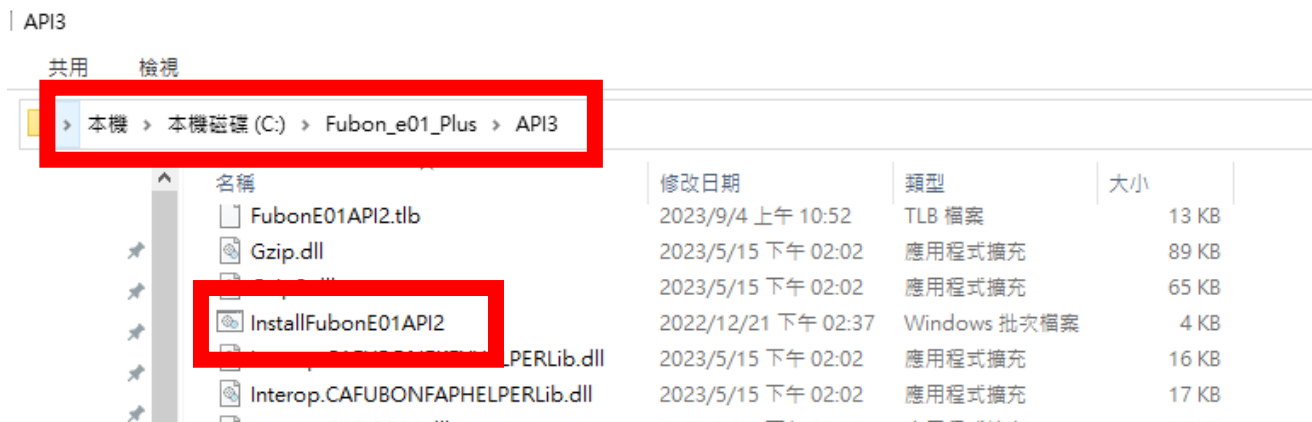 API3
共用 檢視
本機 本機磁碟 (C:) Fubon_e01_Plus API3
名稱 修改日期 類型 大小
FubonE01API2.tlb 2023/9/4 上午 10:52 TLB 檔案 13 KB
Gzip.dll 2023/5/15 下午 02:02 應用程式擴充 89 KB
2023/5/15 下午 02:02 應用程式擴充 65 KB
InstallFubonE01API2 2022/12/21 下午 02:37 Windows 批次檔案 4 KB
PERLib.dll 2023/5/15 下午 02:02 應用程式擴充 16 KB
Interop.CAFUBONFAPHELPERLib.dll 2023/5/15 下午 02:02 應用程式擴充 17 KB